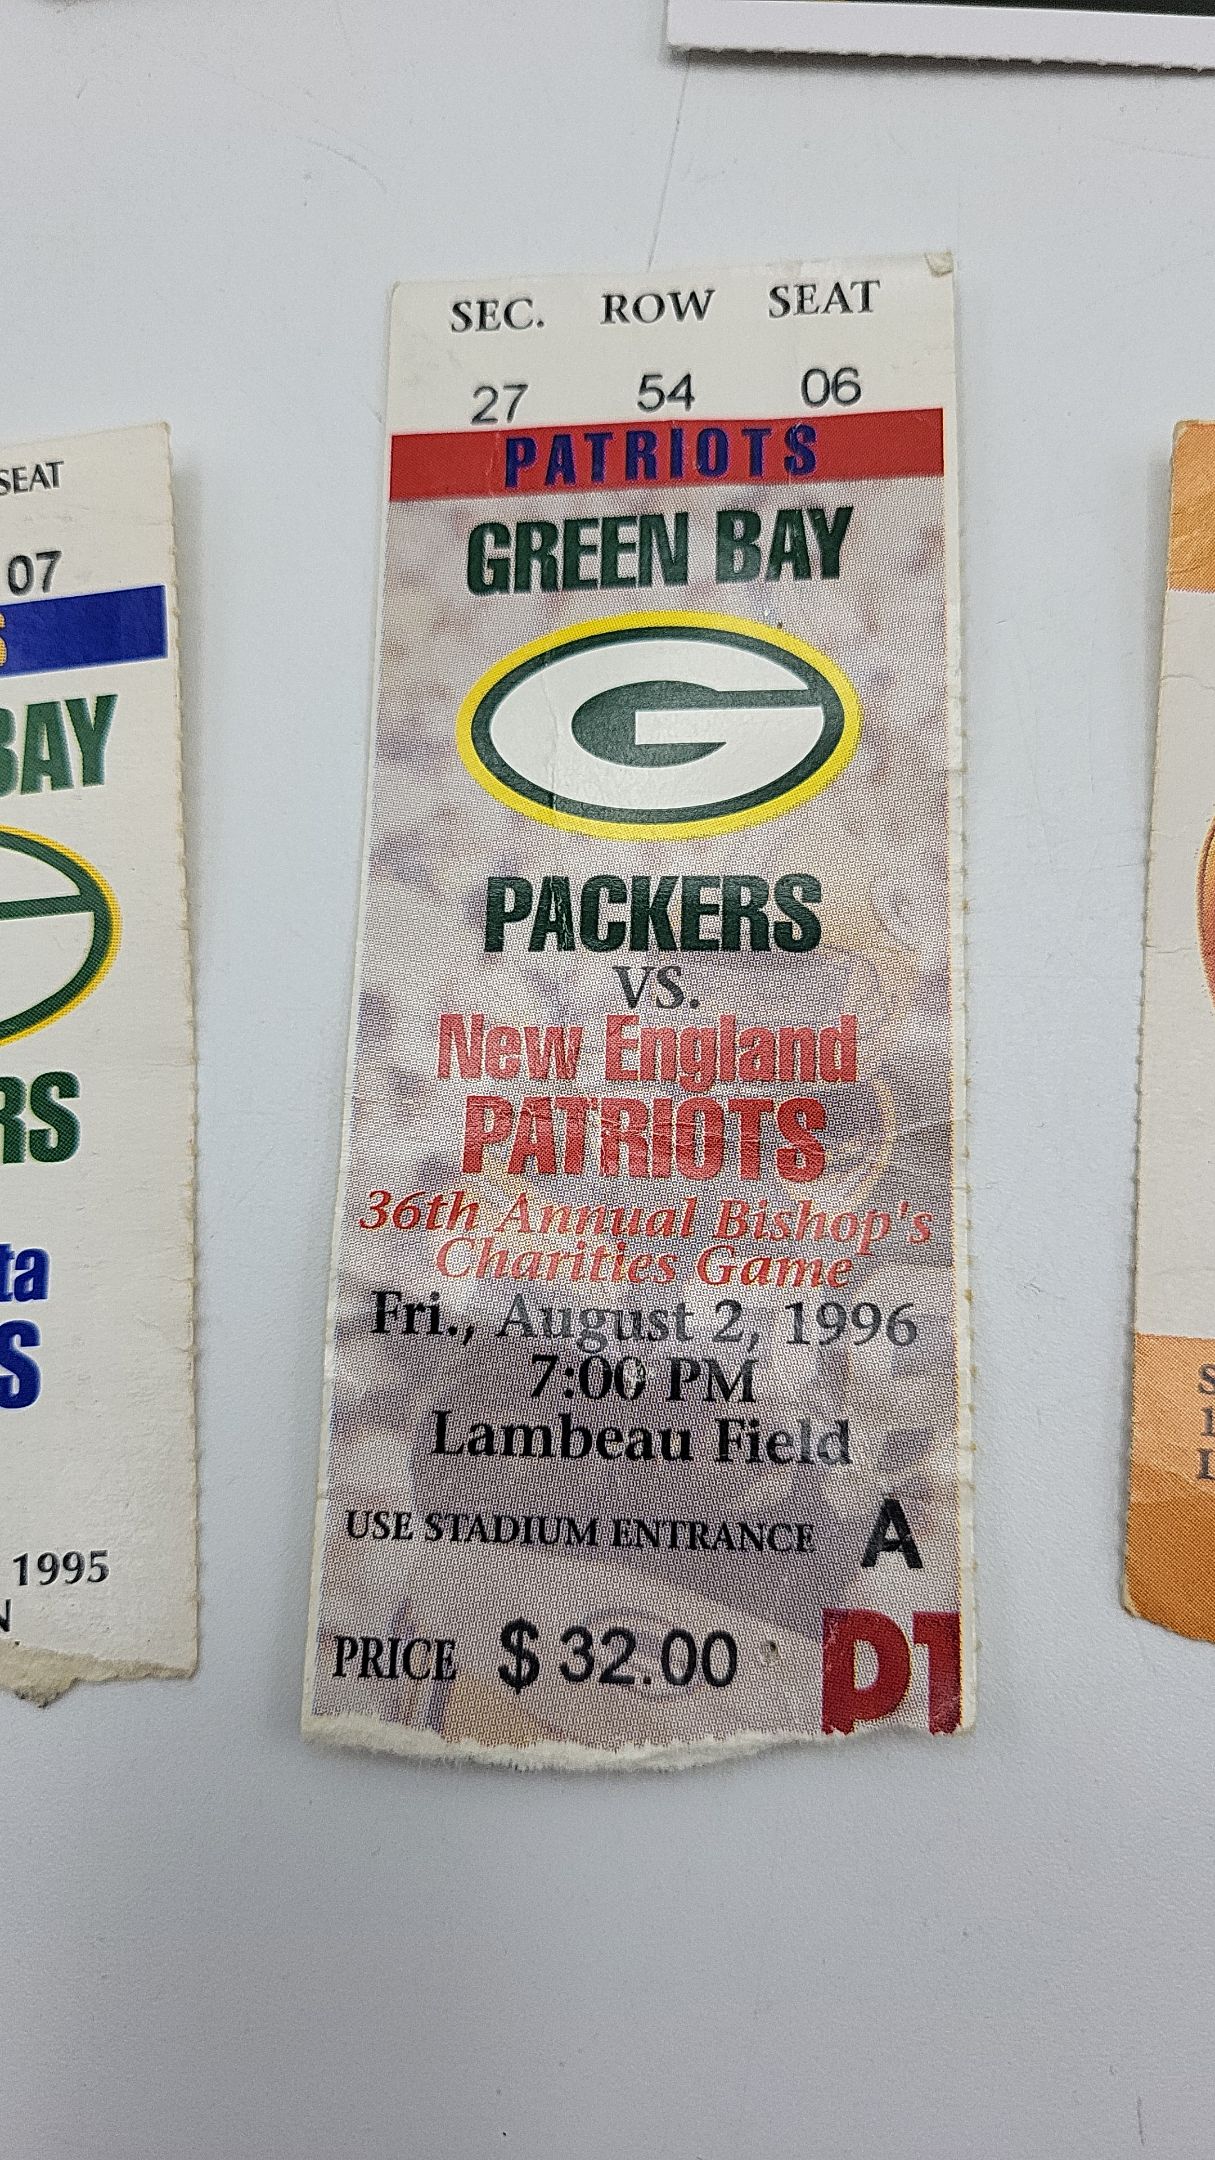 SEC. ROW SEAT
27 54 06
PATRIOTS
GREEN BAY
G
PACKERS
VS.
New England
PATRIOTS
36th Annual Bishop's
Charities Game
Fri., August 2, 1996
7:00 PM
Lambeau Field
USE STADIUM ENTRANCE A
PRICE $ 32.00
SEAT
07
BAY
RS
ta
S
1995
N